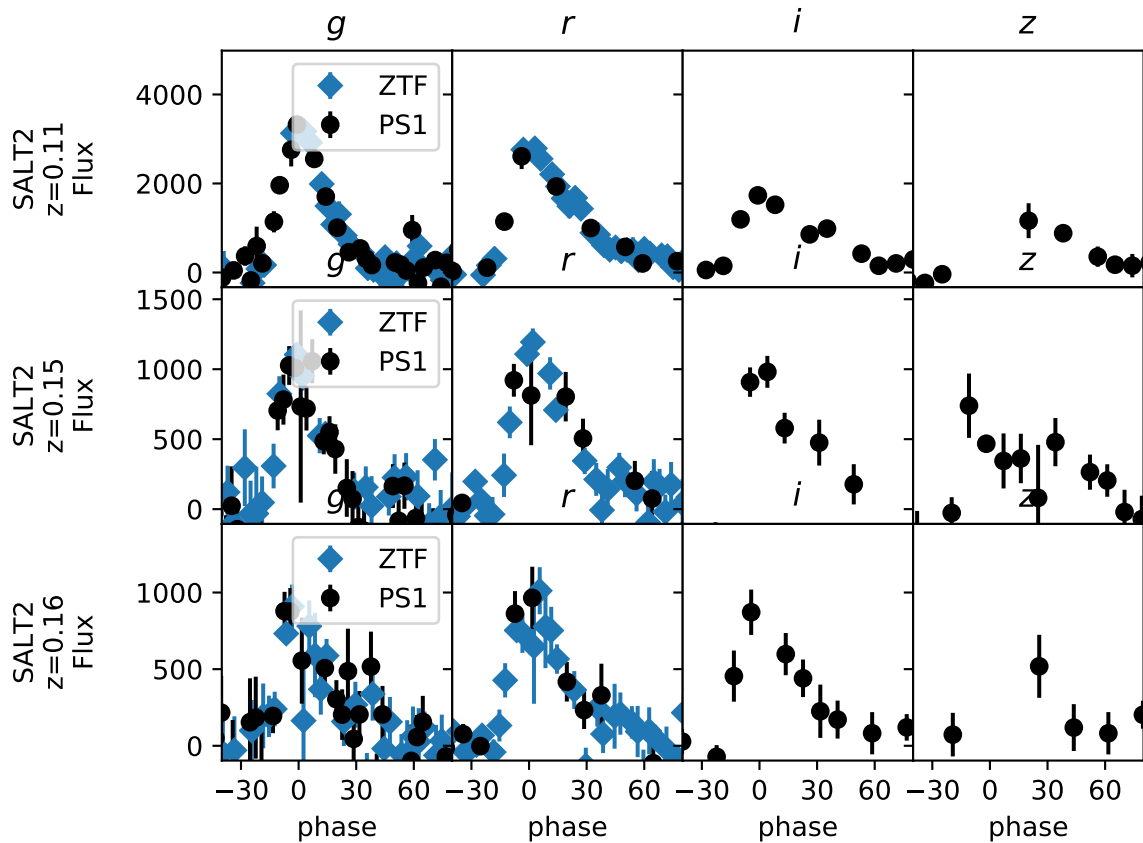 g r i z
SALT2
z=0.11
Flux
4000
2000
0
ZTF
PS1
g r i z
SALT2
z=0.15
Flux
1500
1000
500
0
ZTF
PS1
g r i z
SALT2
z=0.16
Flux
1000
500
0
ZTF
PS1
−30 0 30 60 −30 0 30 60 −30 0 30 60 −30 0 30 60
phase phase phase phase